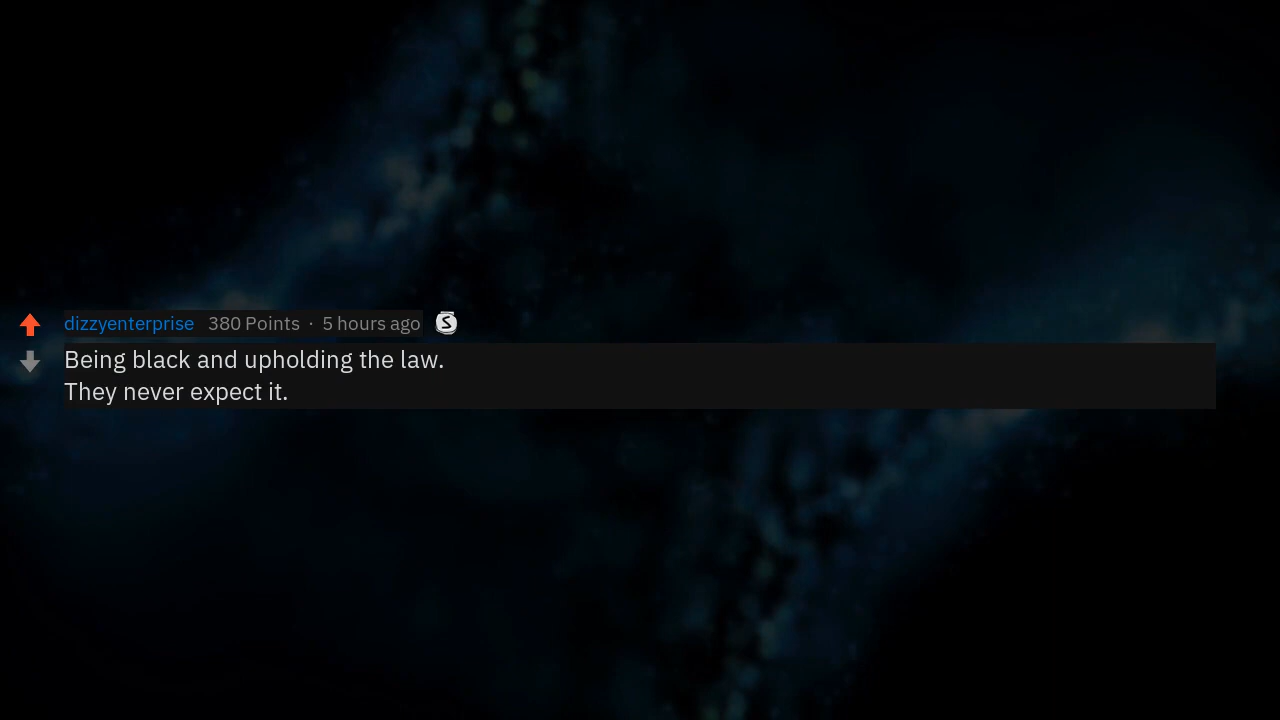 dizzyenterprise 380 Points · 5 hours ago S
Being black and upholding the law.
They never expect it.